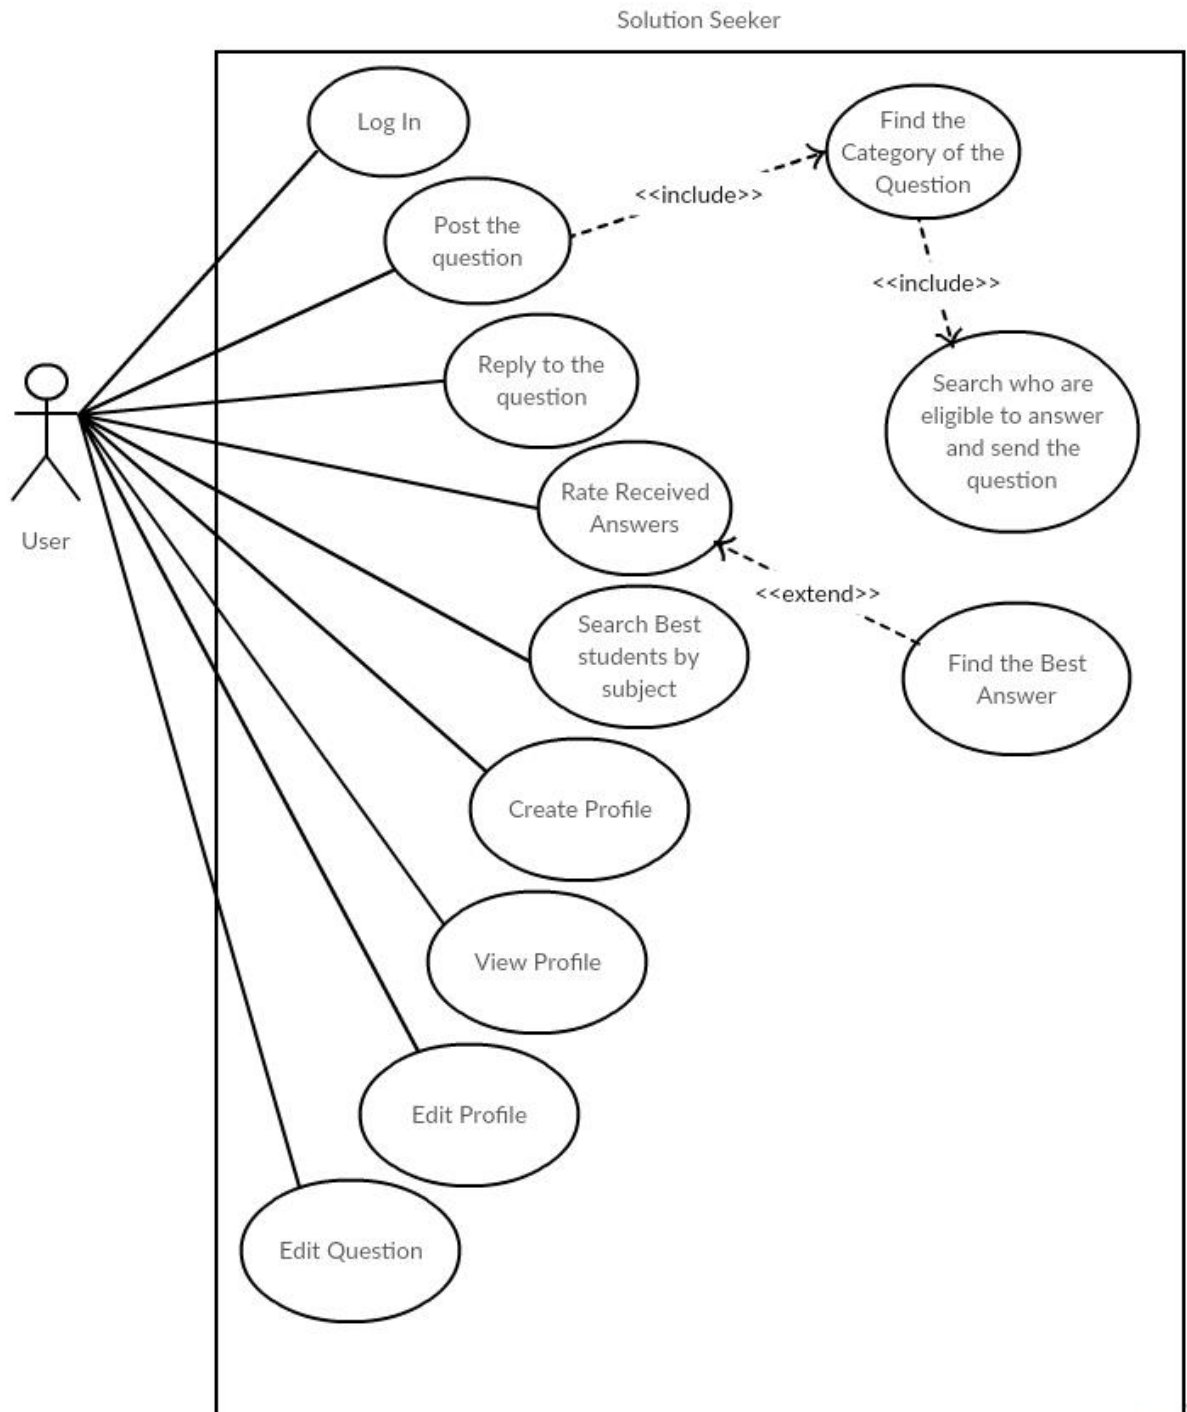 Solution Seeker
Log In
Find the
Category of the
Question
<<include>>
Post the
question
<<include>>
Reply to the
question
Search who are
eligible to answer
and send the
question
User
Rate Received
Answers
<<extend>>
Search Best
students by
subject
Find the Best
Answer
Create Profile
View Profile
Edit Profile
Edit Question